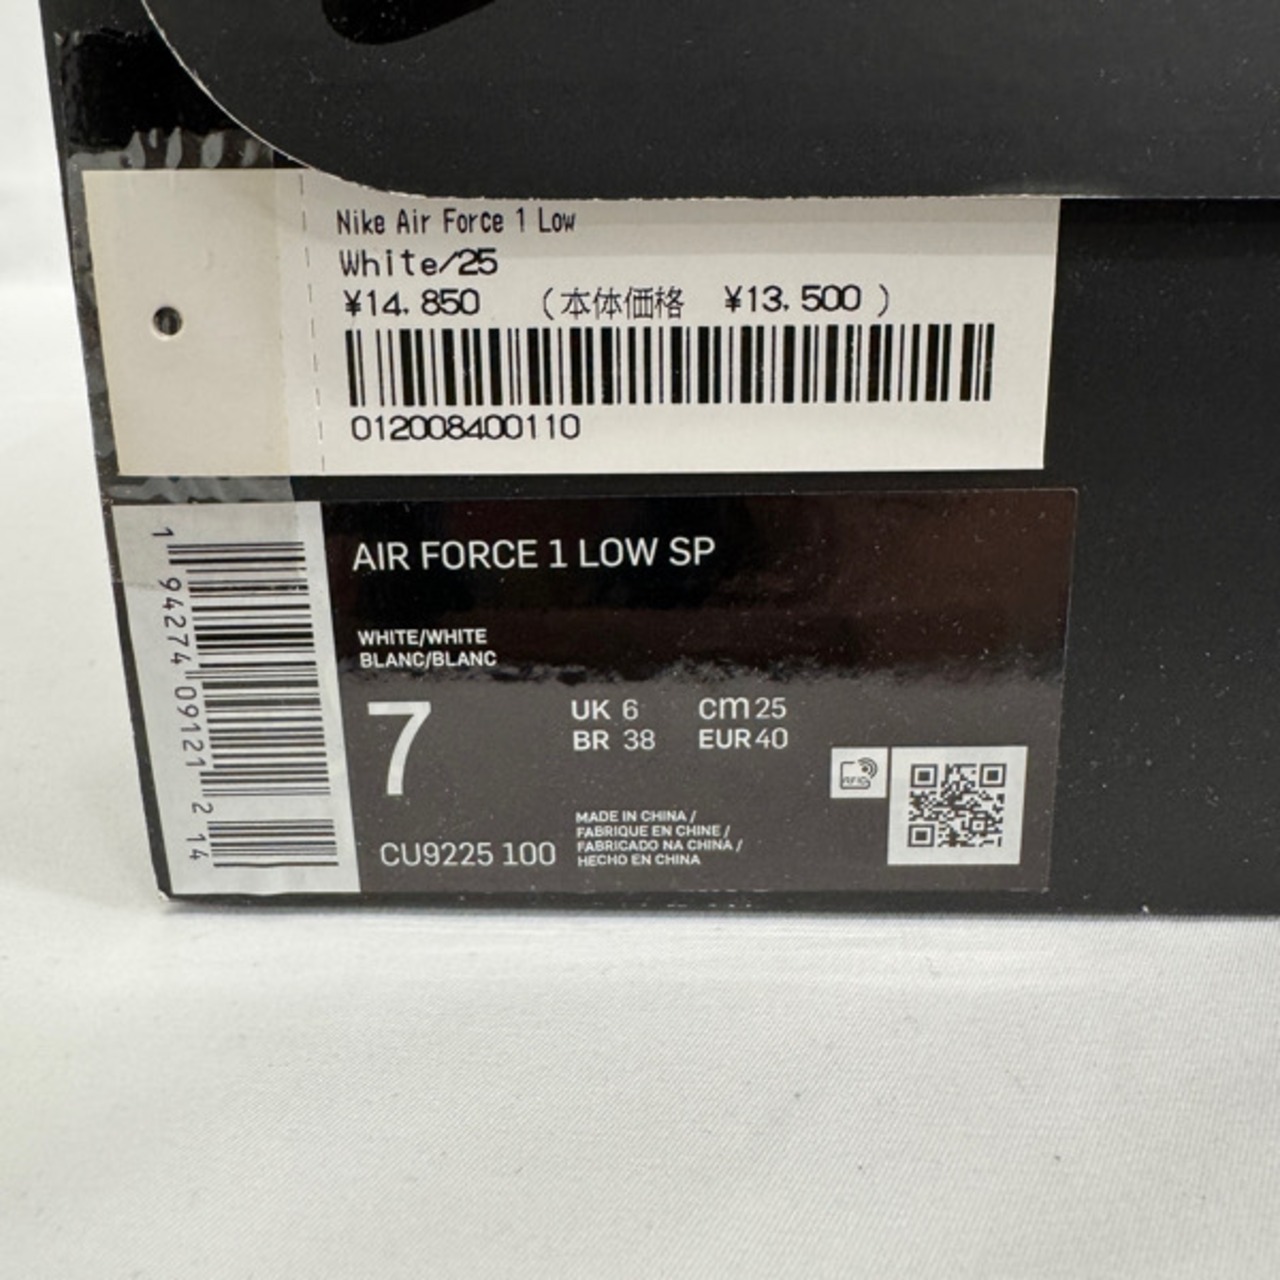 Nike Air Force 1 Low
White/25
¥14,850 (本体価格 ¥13,500 )
012008400110
AIR FORCE 1 LOW SP
WHITE/WHITE
BLANC/BLANC
7
UK 6 cm 25
BR 38 EUR 40
RFID
CU9225 100
MADE IN CHINA /
FABRIQUE EN CHINE /
FABRICADO NA CHINA /
HECHO EN CHINA
1 94274 09121 2 14